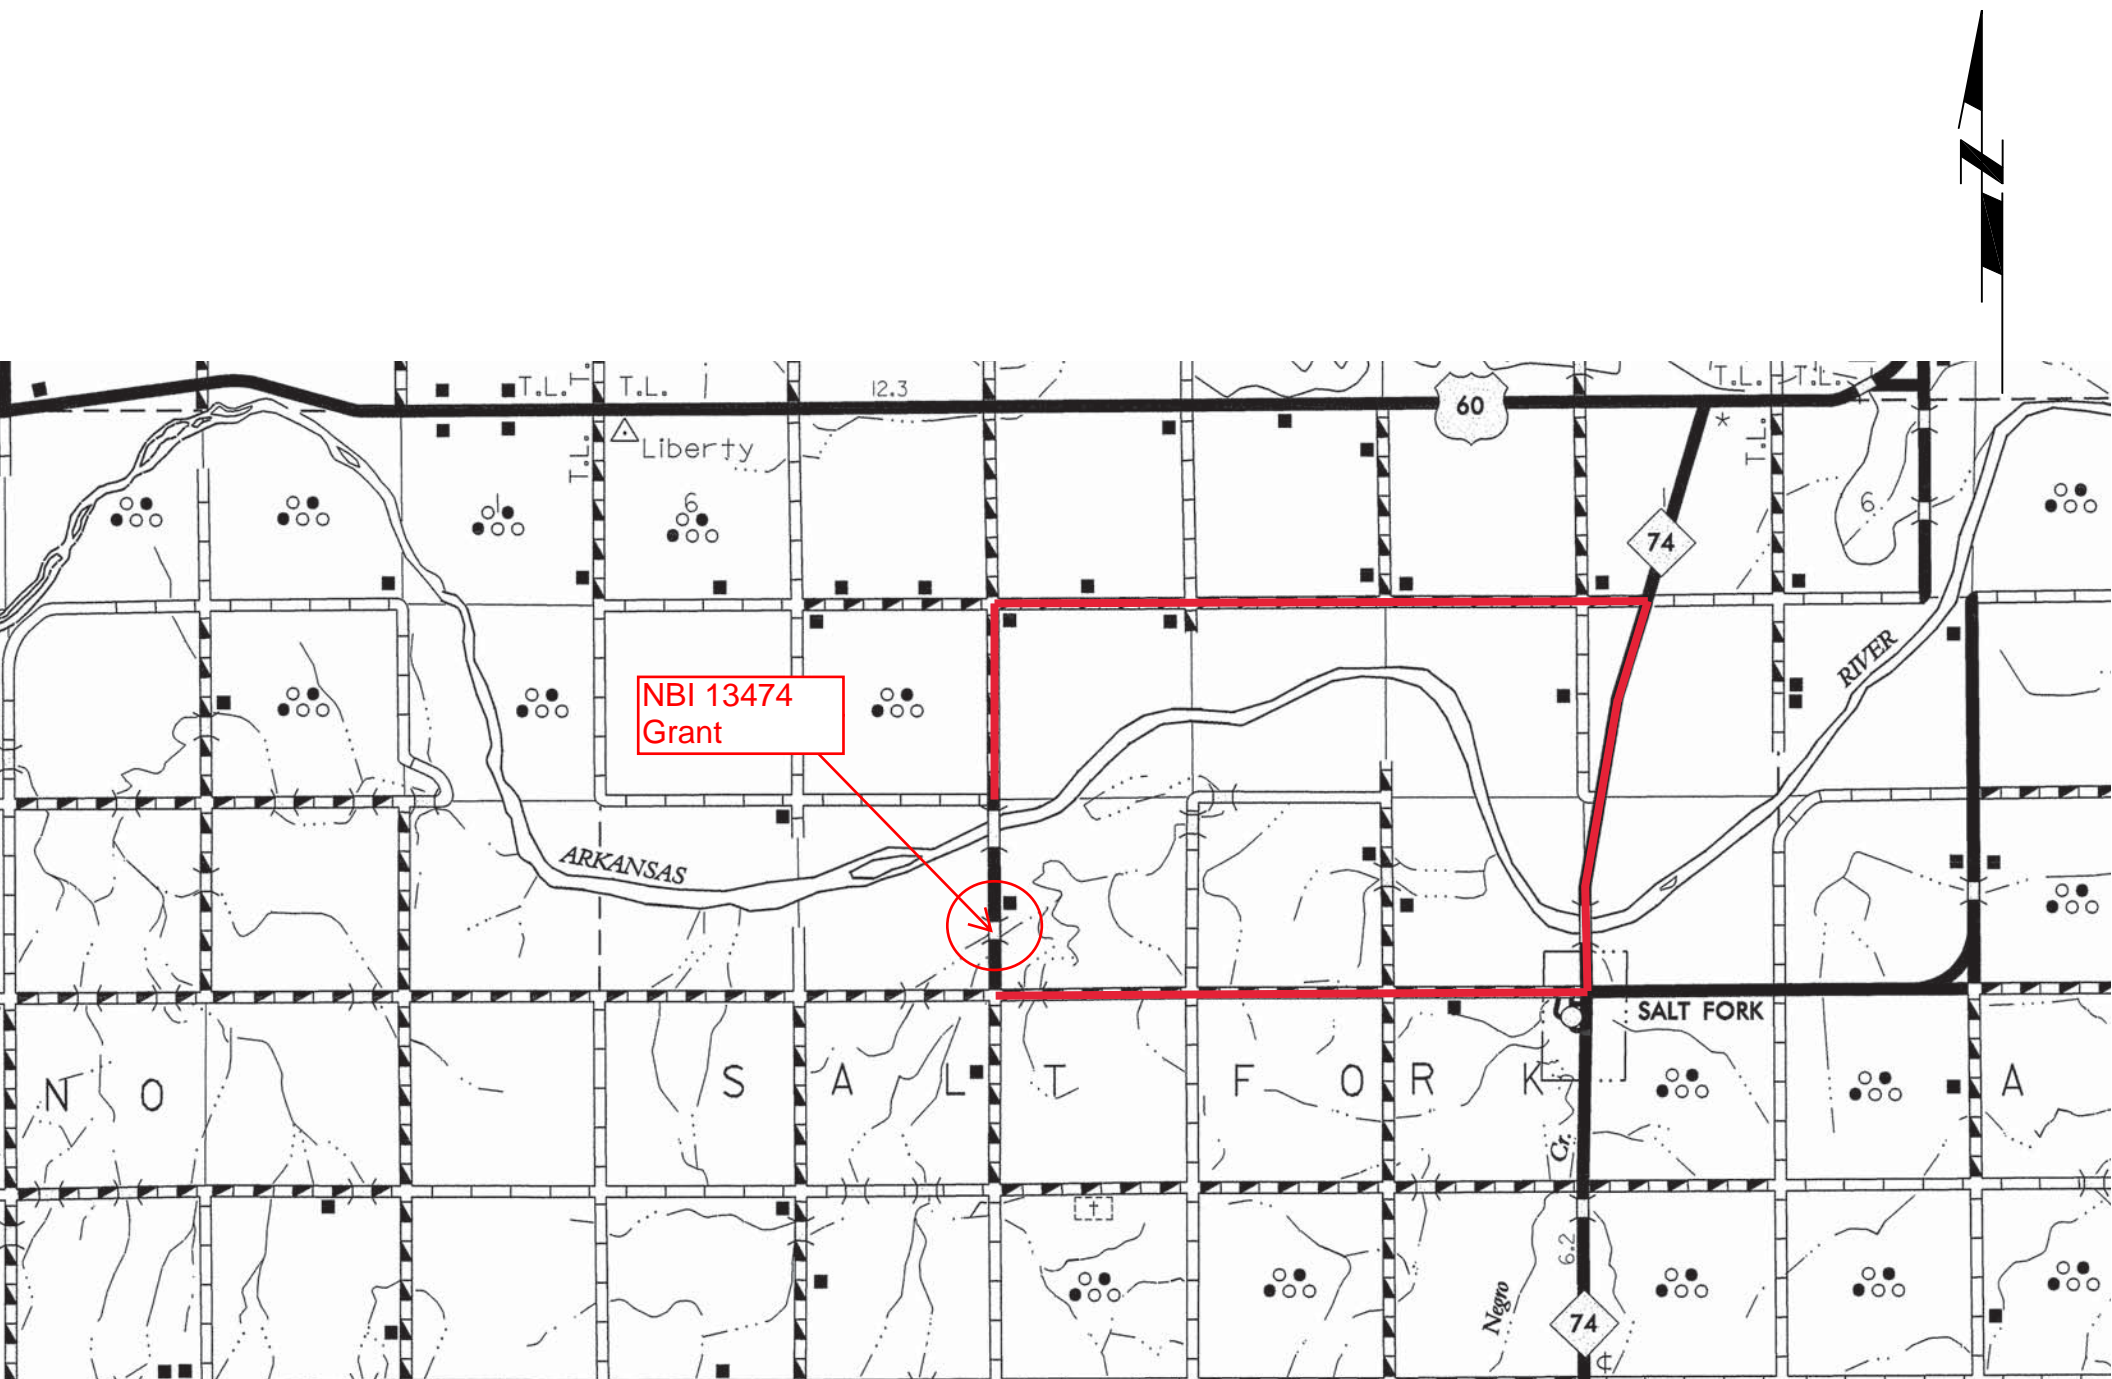 N
T.L.
T.L.
T.L.
12.3
60
T.L.
T.L.
Liberty
T.L.
T.L.
1
6
6
74
NBI 13474
Grant
RIVER
ARKANSAS
SALT FORK
N O
S A L T F O R K
A
Cr.
6.2
Negro
74